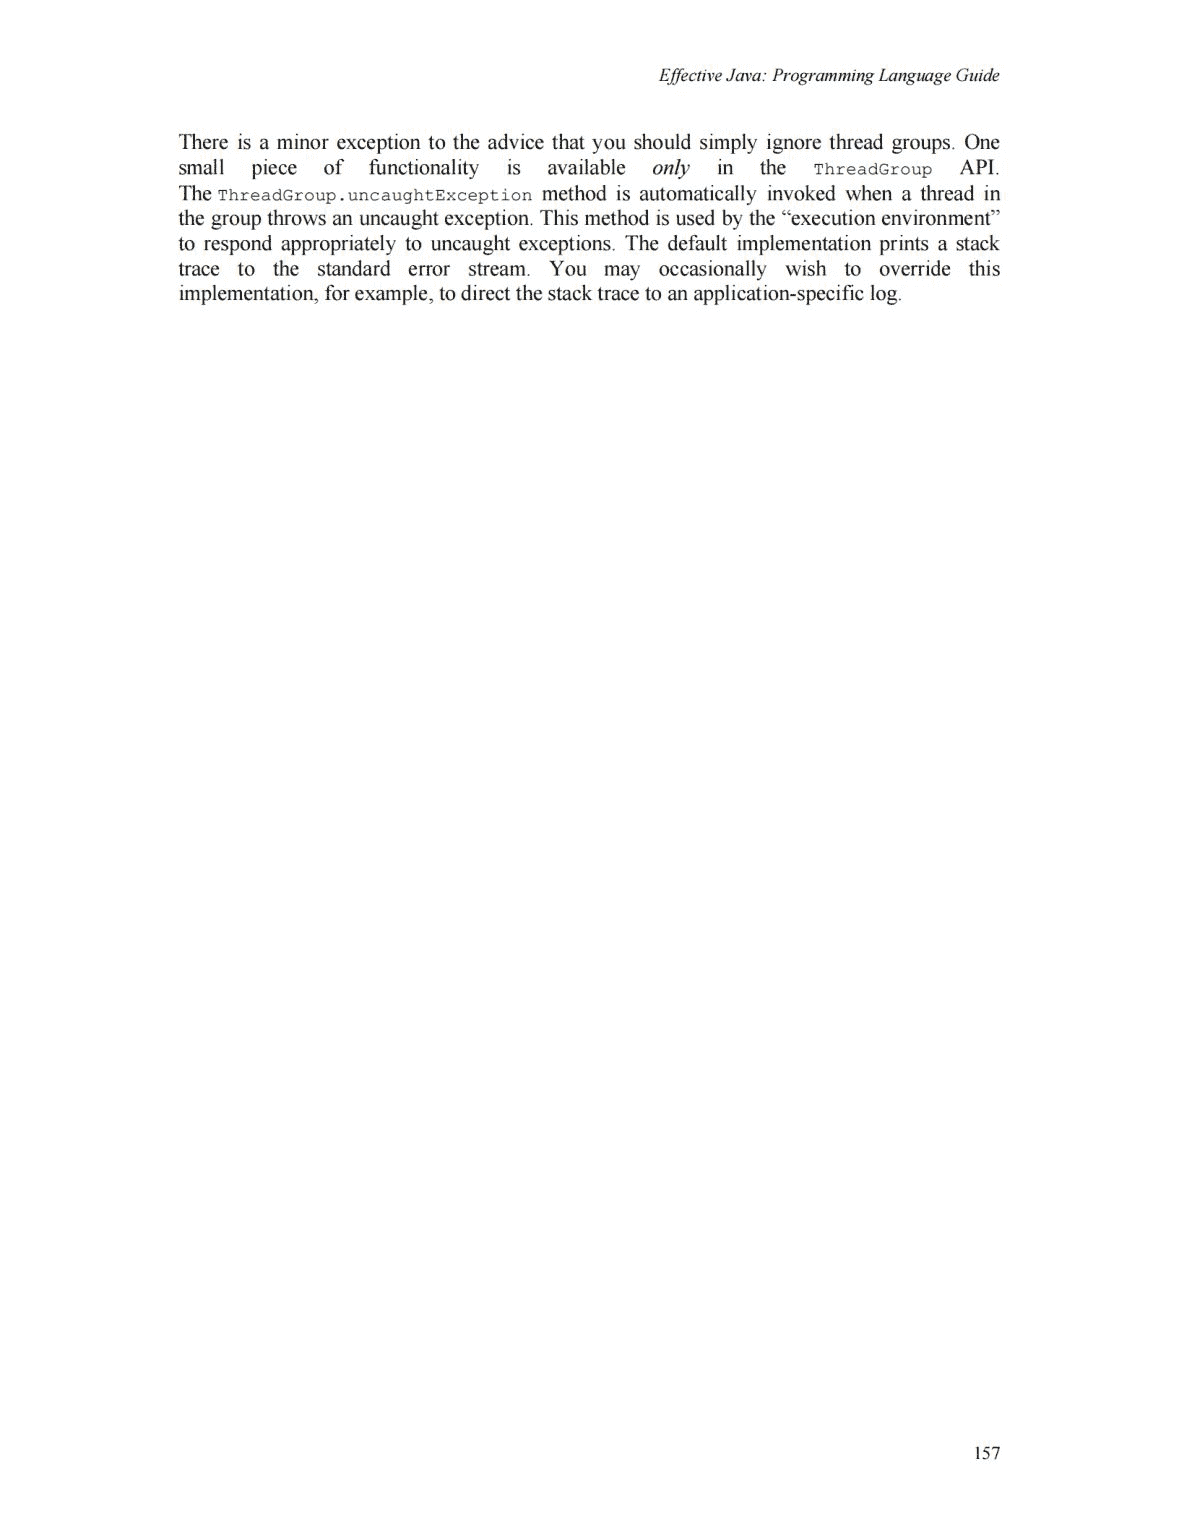 Effective Java: Programming Language Guide
There is a minor exception to the advice that you should simply ignore thread groups. One
small piece of functionality is available only in the ThreadGroup API.
The ThreadGroup.uncaughtException method is automatically invoked when a thread in
the group throws an uncaught exception. This method is used by the “execution environment”
to respond appropriately to uncaught exceptions. The default implementation prints a stack
trace to the standard error stream. You may occasionally wish to override this
implementation, for example, to direct the stack trace to an application-specific log.
157